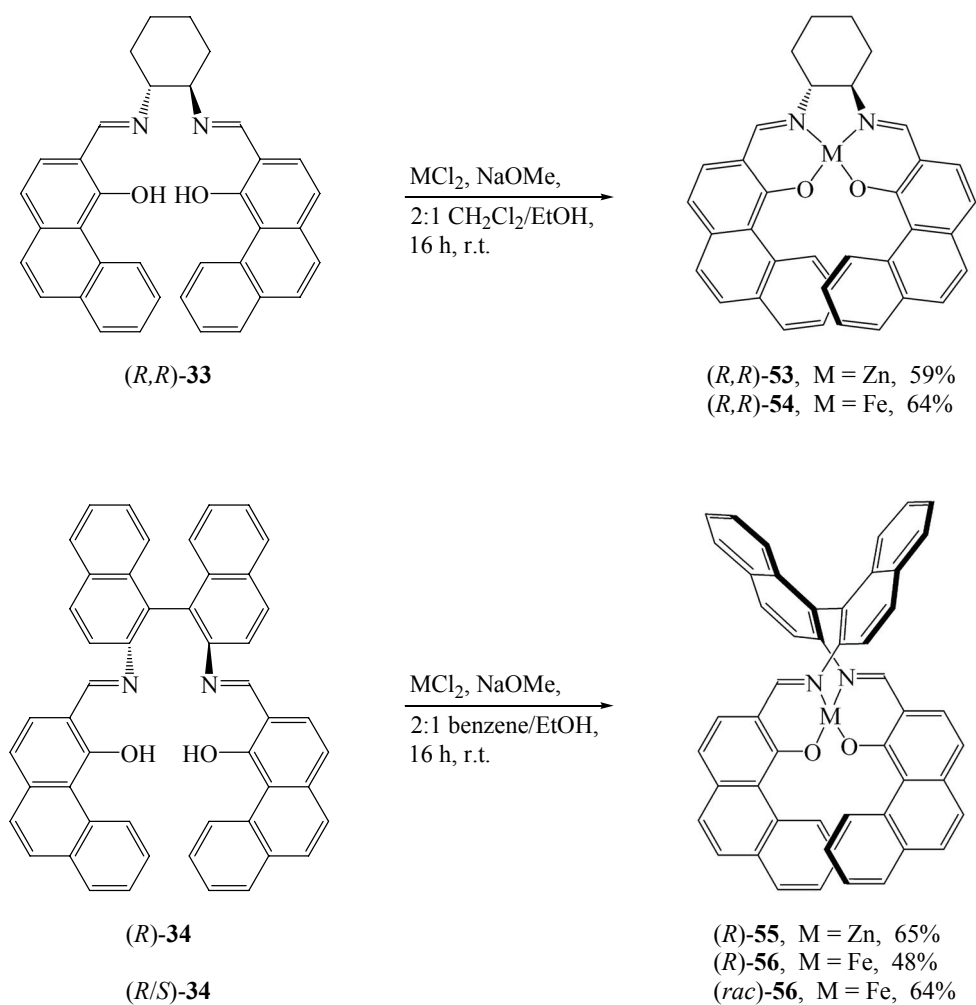 N N
OH HO
MCl2, NaOMe,
2:1 CH2Cl2/EtOH,
16 h, r.t.
N N
M
O O
(R,R)-33
(R,R)-53, M = Zn, 59%
(R,R)-54, M = Fe, 64%
N N
OH HO
MCl2, NaOMe,
2:1 benzene/EtOH,
16 h, r.t.
N N
M
O O
(R)-34
(R/S)-34
(R)-55, M = Zn, 65%
(R)-56, M = Fe, 48%
(rac)-56, M = Fe, 64%